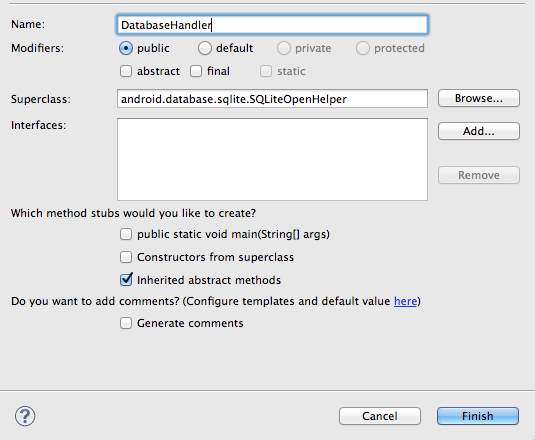 Name: DatabaseHandler
Modifiers: public default private protected
abstract final static
Superclass: android.database.sqlite.SQLiteOpenHelper Browse...
Interfaces: Add...
Remove
Which method stubs would you like to create?
public static void main(String[] args)
Constructors from superclass
Inherited abstract methods
Do you want to add comments? (Configure templates and default value here)
Generate comments
? Cancel Finish